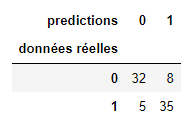 predictions 0 1
données réelles
0 32 8
1 5 35